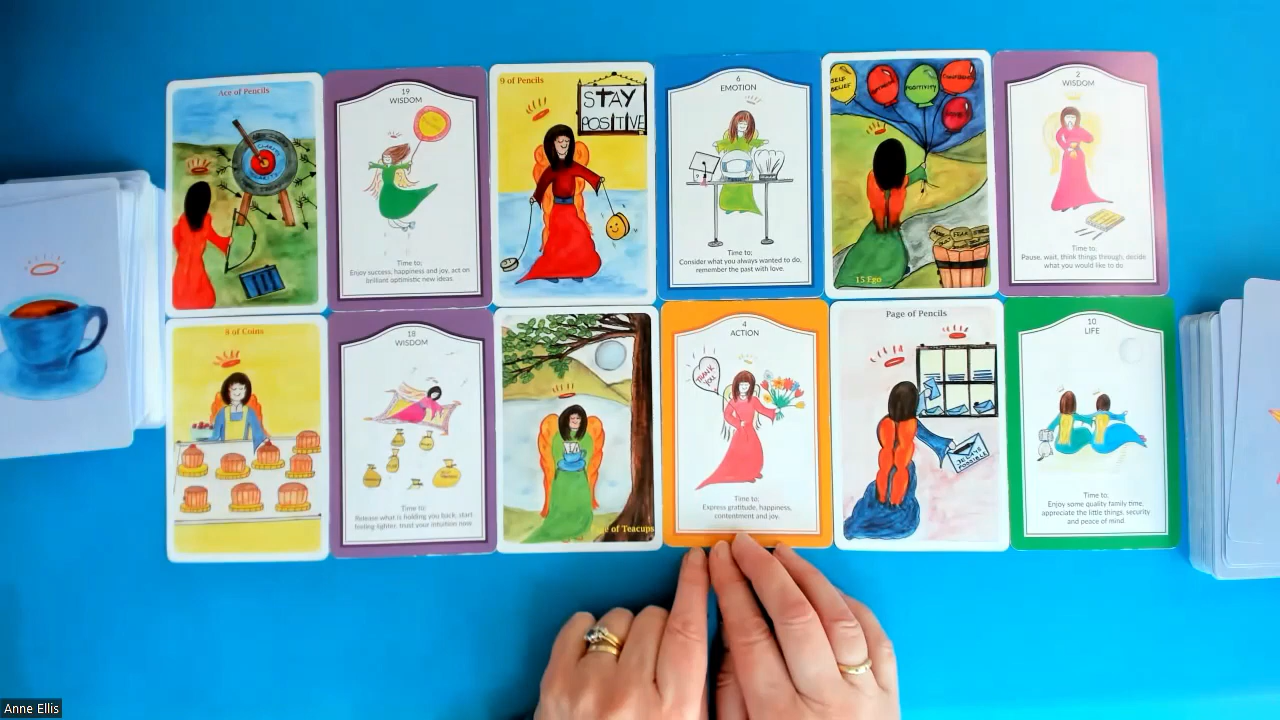 Ace of Pencils
19
WISDOM
Time to;
Enjoy success, happiness and joy, act on
brilliant optimistic new ideas.
9 of Pencils
STAY
POSITIVE
6
EMOTION
Time to;
Consider what you always wanted to do,
remember the past with love.
SELF
BELIEF
POSITIVITY
CONFIDENCE
15 Ego
2
WISDOM
Time to;
Pause, wait, think things through, decide
what you would like to do.
8 of Coins
18
WISDOM
Time to;
Release what is holding you back, start
feeling lighter, trust your intuition now.
of Teacups
4
ACTION
THANK
YOU
Time to;
Express gratitude, happiness,
contentment and joy.
Page of Pencils
POSSIBLE
10
LIFE
Time to;
Enjoy some quality family time,
appreciate the little things, security
and peace of mind
Anne Ellis